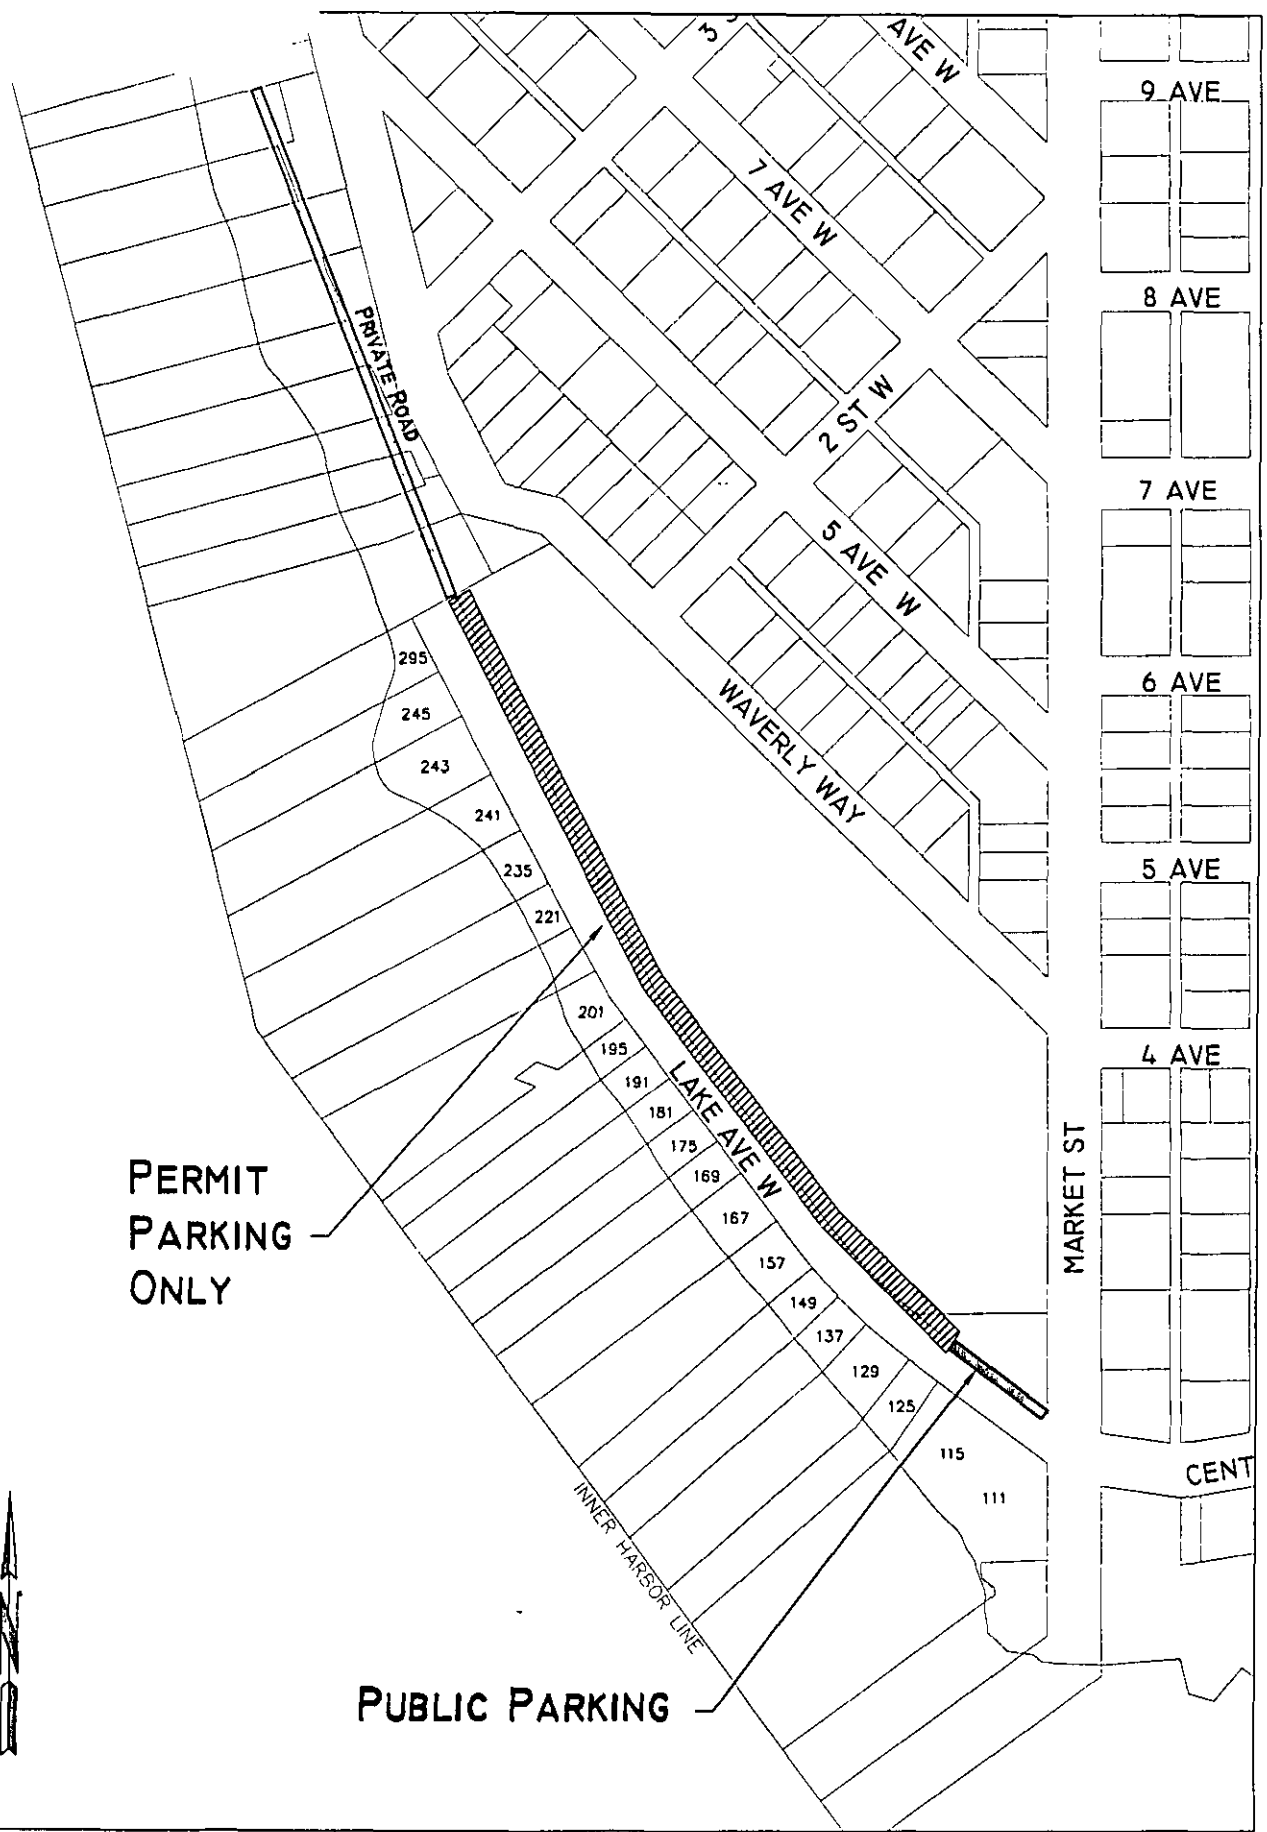 AVE W
9 AVE
7 AVE W
8 AVE
PRIVATE ROAD
2 ST W
7 AVE
5 AVE W
295
6 AVE
245
WAVERLY WAY
243
241
235
5 AVE
221
201
195
4 AVE
191
LAKE AVE W
181
175
169
MARKET ST
PERMIT
PARKING
ONLY
167
157
149
137
129
125
115
CENT
111
INNER HARBOR LINE
N
PUBLIC PARKING